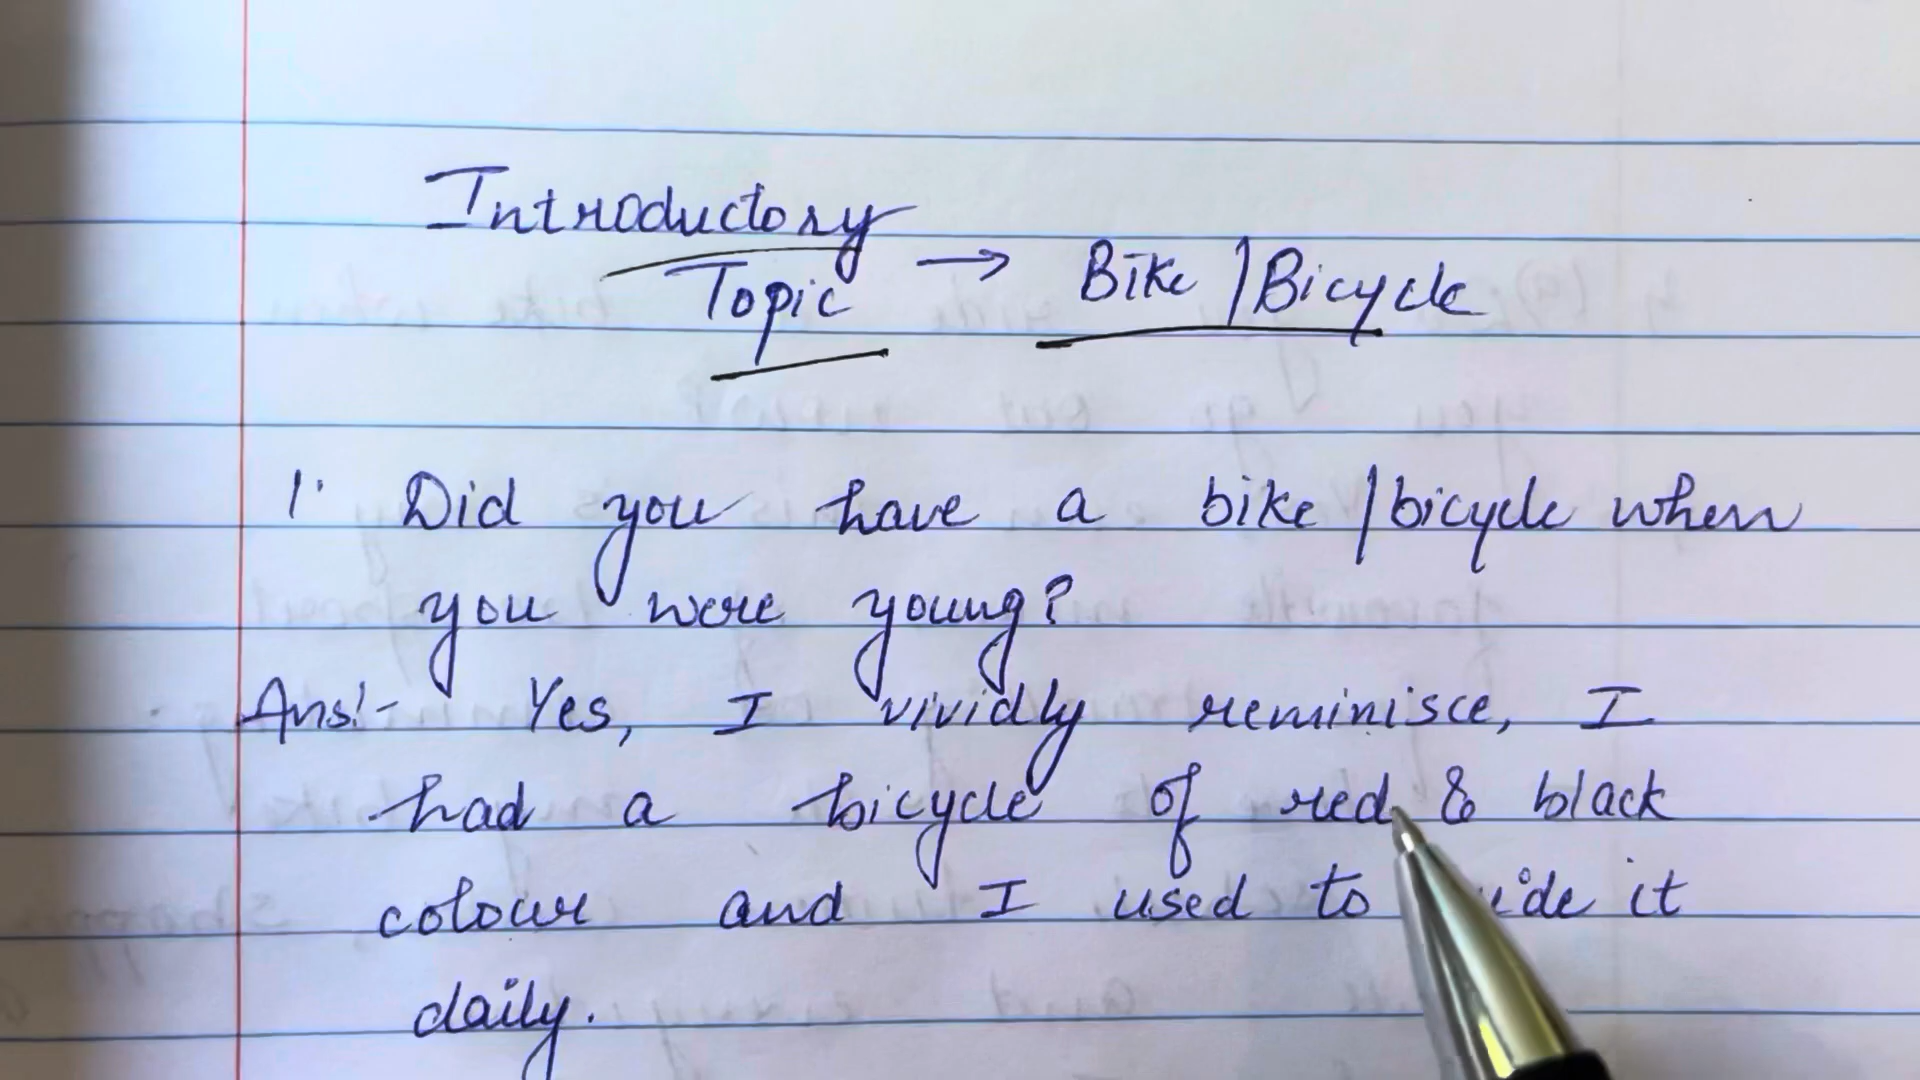 Introductory
Topic → Bike/Bicycle
1. Did you have a bike/bicycle when
you were young?
Ans:- Yes, I vividly reminisce, I
had a bicycle of red & black
colour and I used to ide it
daily.